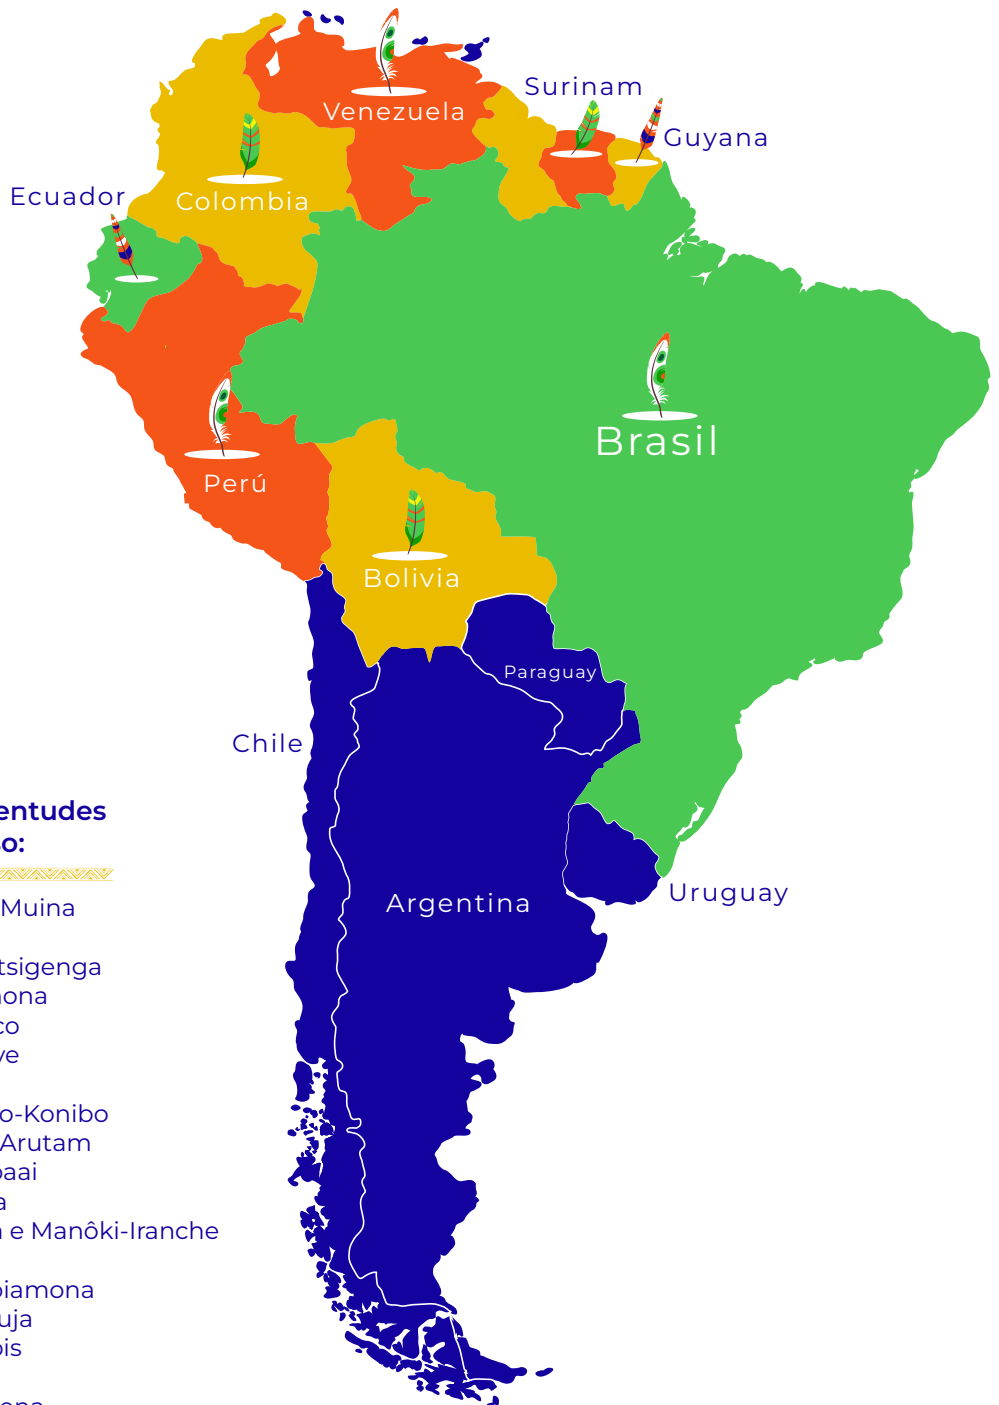 Surinam
Venezuela
Guyana
Ecuador
Colombia
Brasil
Perú
Bolivia
Paraguay
Chile
Argentina
Uruguay
entudes
o:
Muina
tsigenga
ona
co
ve
o-Konibo
Arutam
oaai
a
e Manôki-Iranche
iamona
uja
is